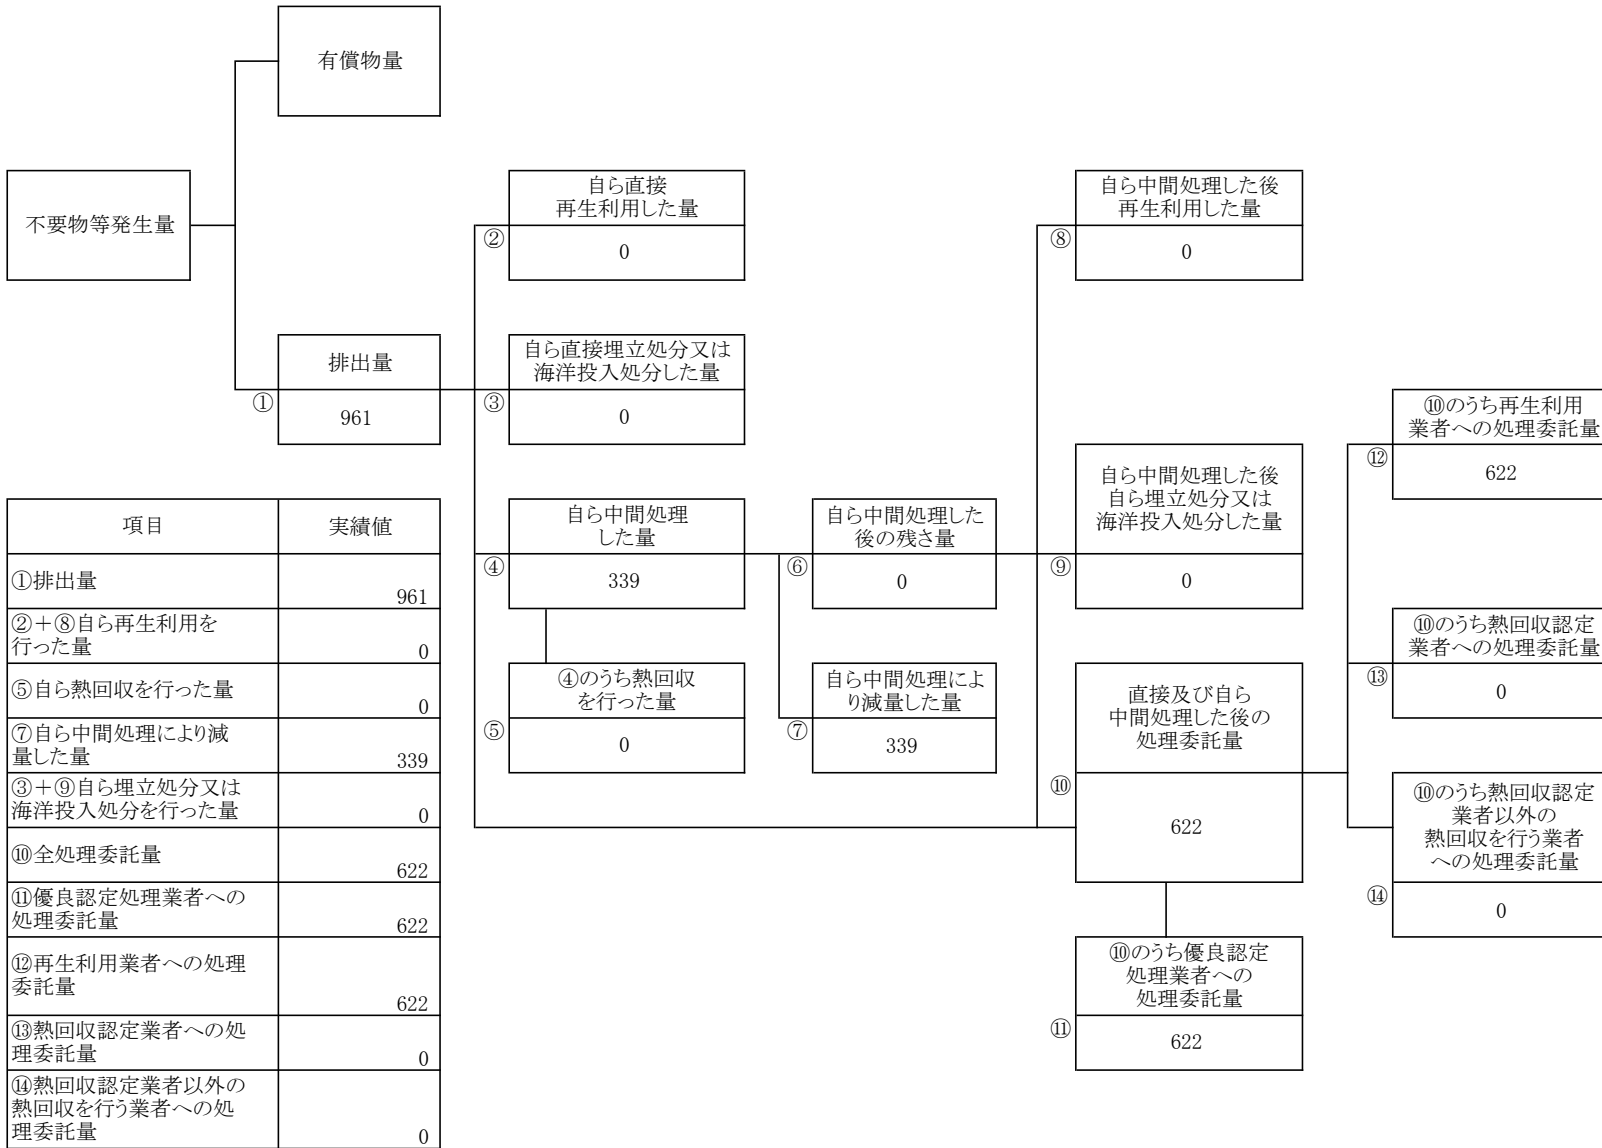 有償物量
不要物等発生量
排出量
①
961
自ら直接
再生利用した量
②
0
自ら直接埋立処分又は
海洋投入処分した量
③
0
自ら中間処理
した量
④
339
④のうち熱回収
を行った量
⑤
0
自ら中間処理した
後の残さ量
⑥
0
自ら中間処理によ
り減量した量
⑦
339
自ら中間処理した後
再生利用した量
⑧
0
自ら中間処理した後
自ら埋立処分又は
海洋投入処分した量
⑨
0
直接及び自ら
中間処理した後の
処理委託量
⑩
622
⑩のうち優良認定
処理業者への
処理委託量
⑪
622
⑩のうち再生利用
業者への処理委託量
⑫
622
⑩のうち熱回収認定
業者への処理委託量
⑬
0
⑩のうち熱回収認定
業者以外の
熱回収を行う業者
への処理委託量
⑭
0
項目 実績値
①排出量
961
②＋⑧自ら再生利用を
行った量
0
⑤自ら熱回収を行った量
0
⑦自ら中間処理により減
量した量
339
③＋⑨自ら埋立処分又は
海洋投入処分を行った量
0
⑩全処理委託量
622
⑪優良認定処理業者への
処理委託量
622
⑫再生利用業者への処理
委託量
622
⑬熱回収認定業者への処
理委託量
0
⑭熱回収認定業者以外の
熱回収を行う業者への処
理委託量
0